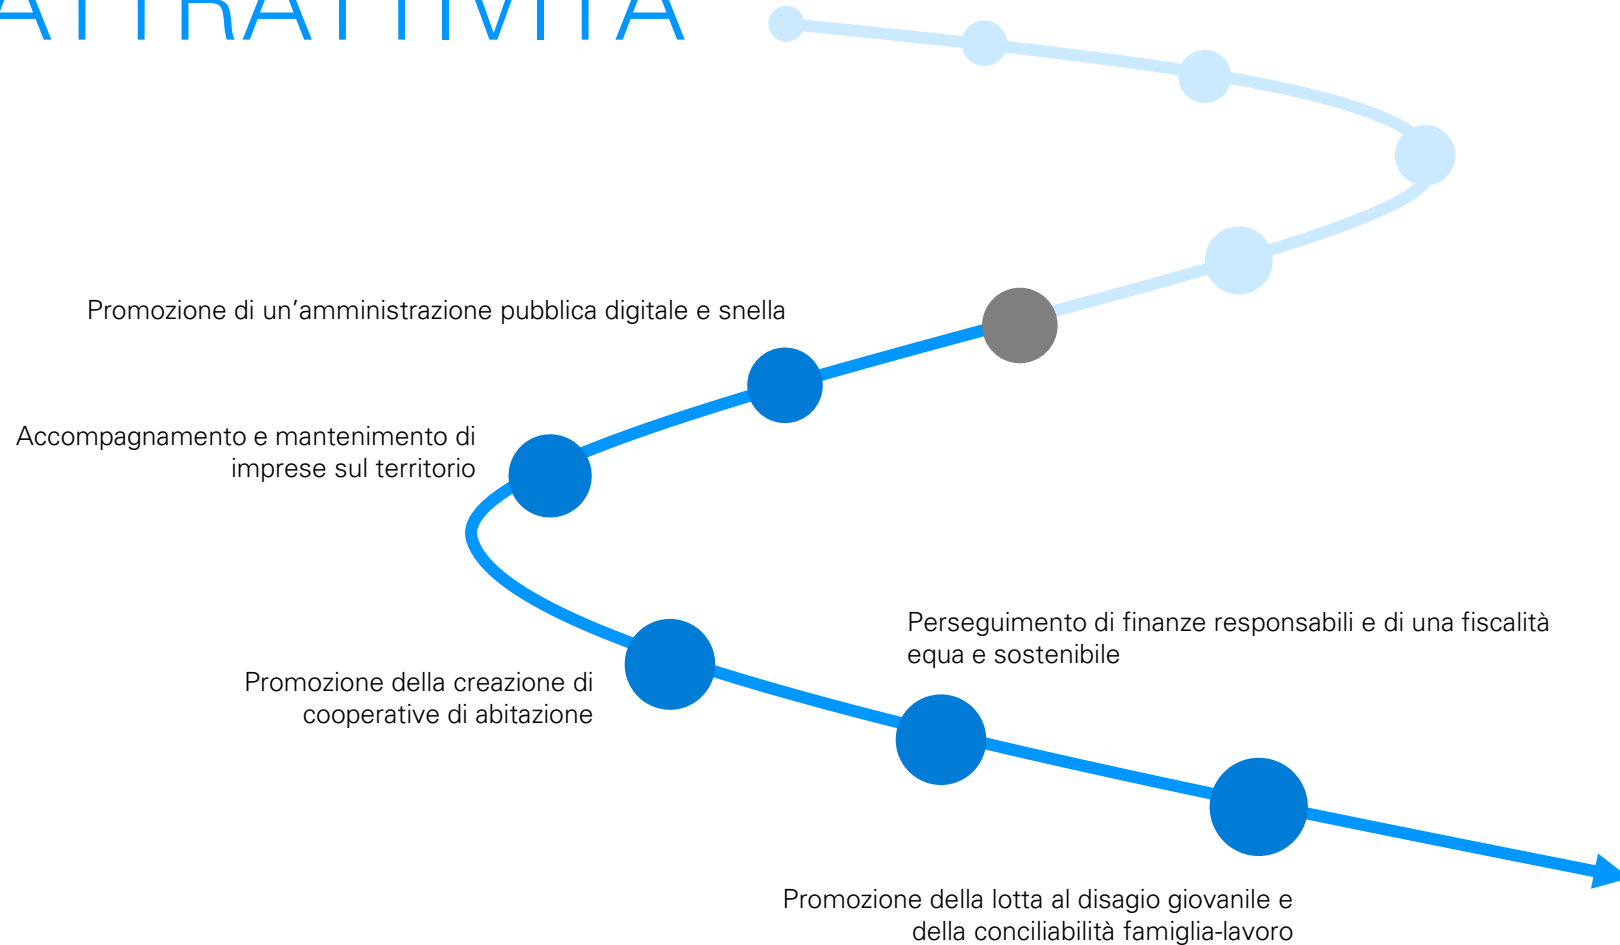 ATTRATTIVITÀ
Promozione di un’amministrazione pubblica digitale e snella
Accompagnamento e mantenimento di
imprese sul territorio
Perseguimento di finanze responsabili e di una fiscalità
equa e sostenibile
Promozione della creazione di
cooperative di abitazione
Promozione della lotta al disagio giovanile e
della conciliabilità famiglia-lavoro